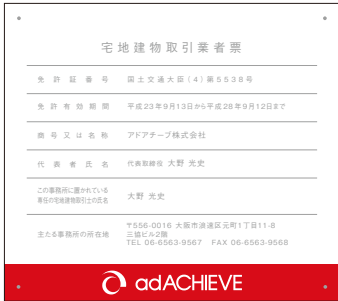 宅地建物取引業者票
免許証番号 国土交通大臣(4)第5538号
免許有効期間 平成23年9月13日から平成28年9月12日まで
商号又は名称 アドアチーブ株式会社
代表者氏名 代表取締役 大野 光史
この事務所に置かれている
専任の宅地建物取引士の氏名 大野 光史
主たる事務所の所在地 〒556-0016 大阪市浪速区元町1丁目11-8
三協ビル2階
TEL 06-6563-9567 FAX 06-6563-9568
adACHIEVE